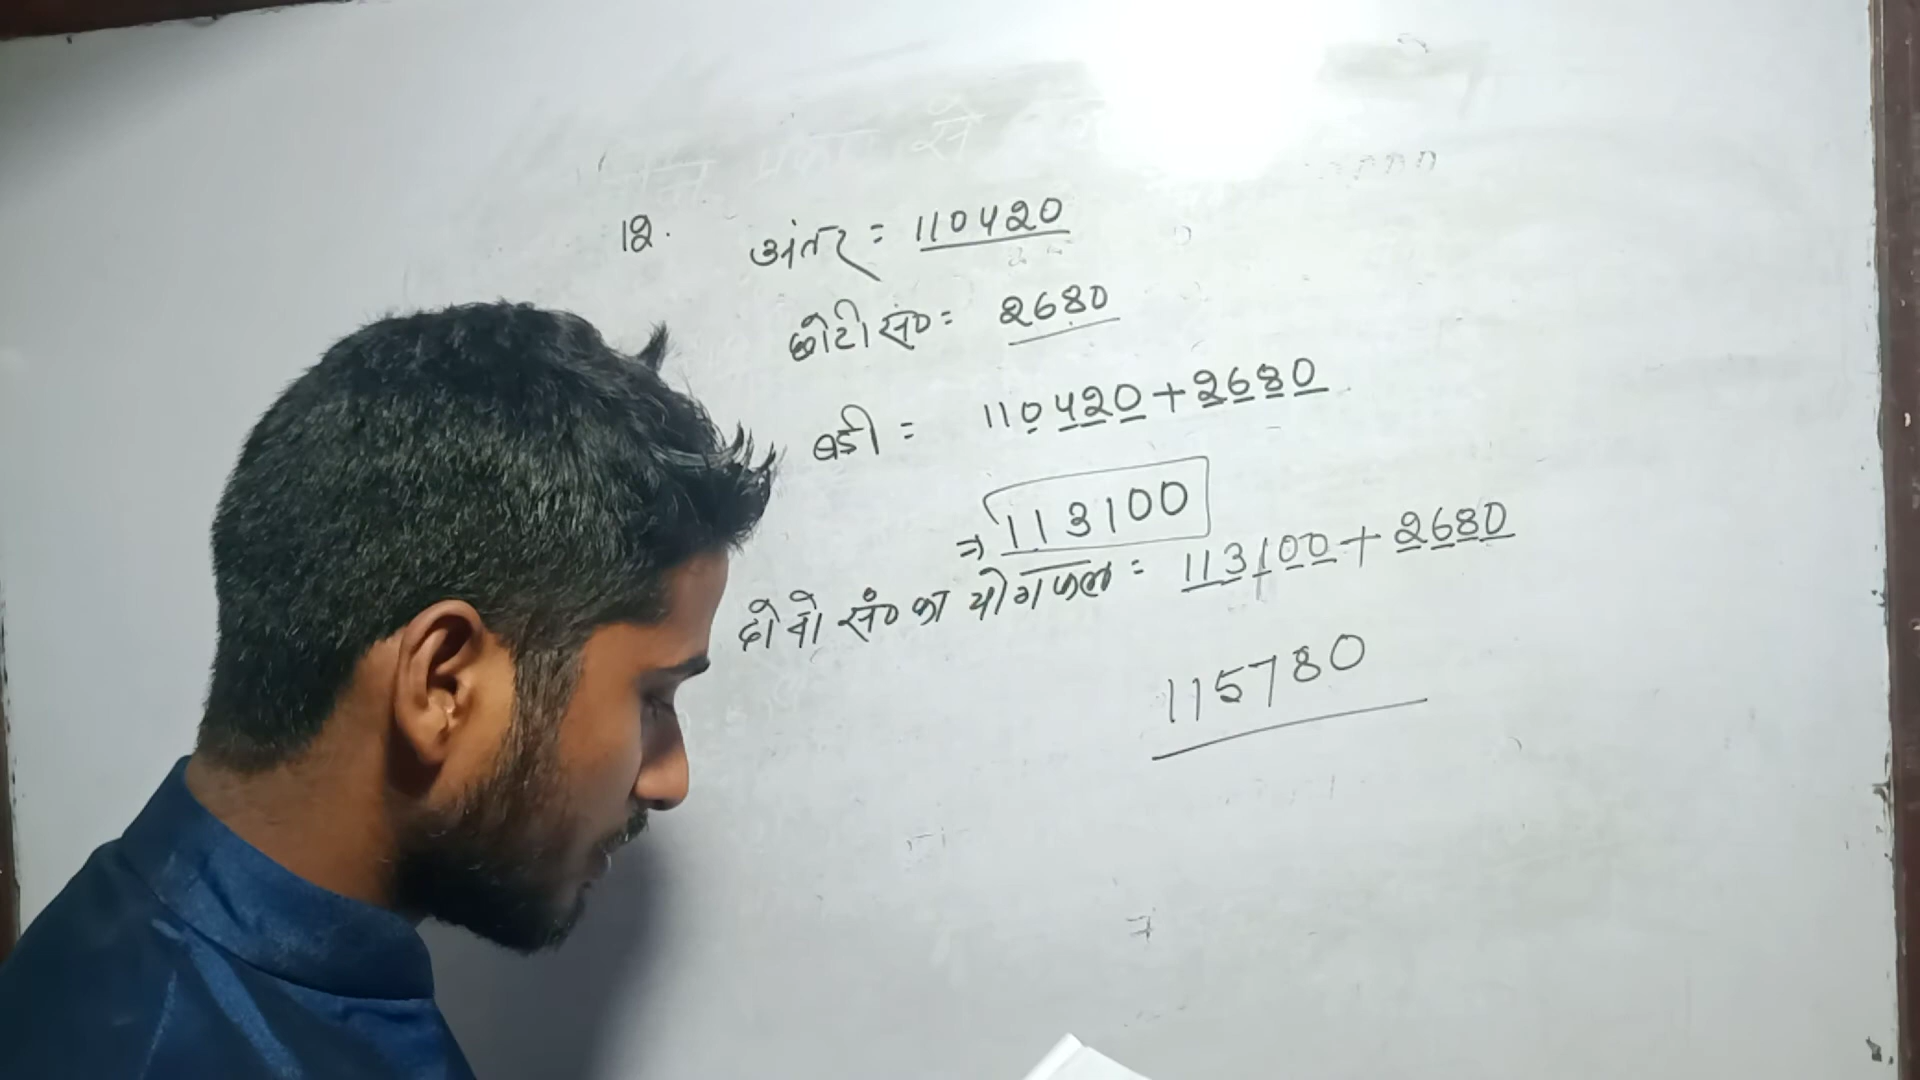 12. अंतर = 110420
छोटी सं० = 2680
बड़ी = 110420 + 2680
⇒ 113100
दोनो सं० का योगफल = 113100 + 2680
115780